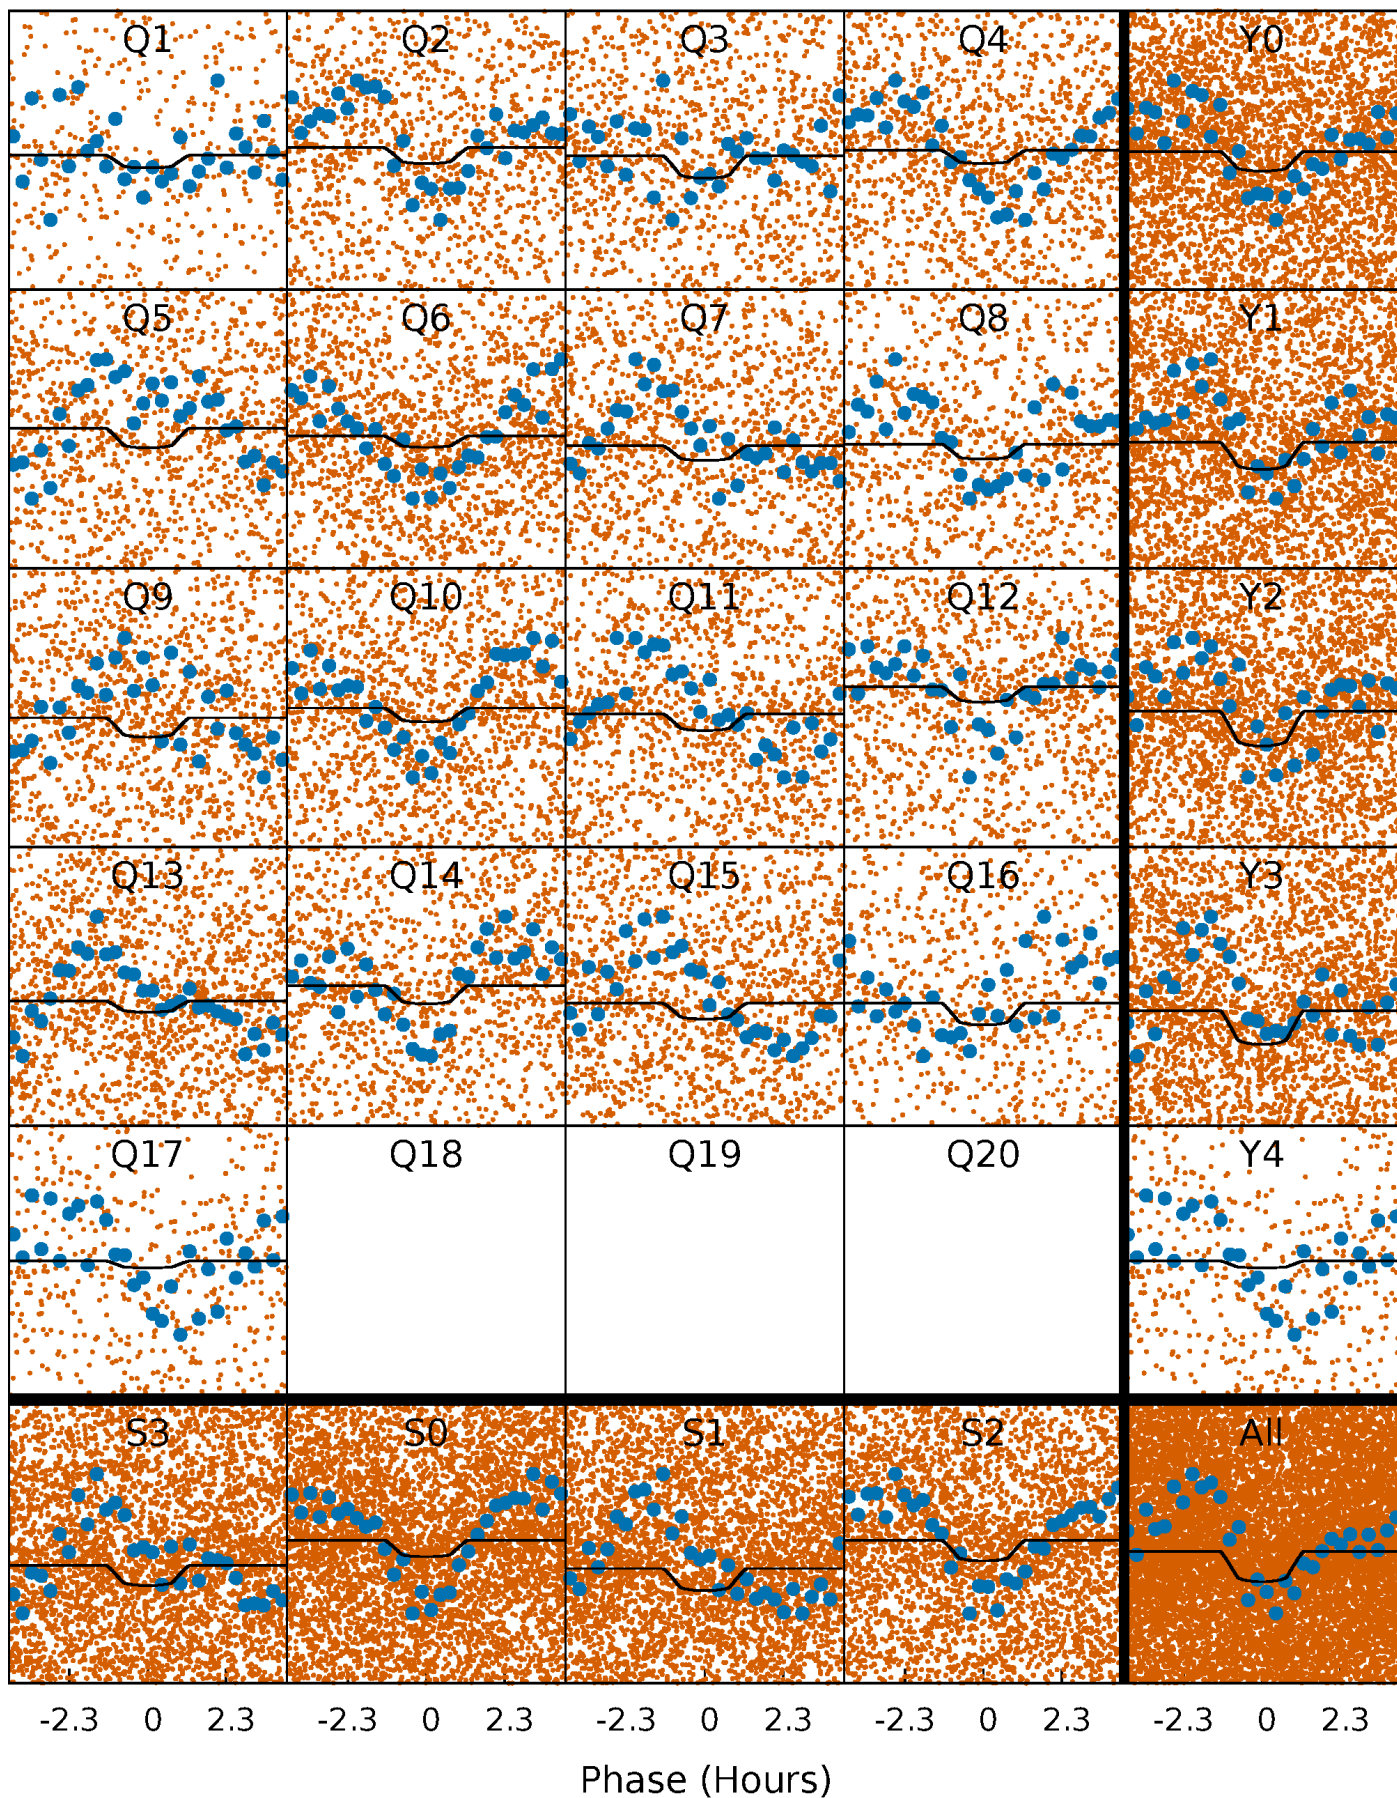 Q1 Q2 Q3 Q4 Y0
Q5 Q6 Q7 Q8 Y1
Q9 Q10 Q11 Q12 Y2
Q13 Q14 Q15 Q16 Y3
Q17 Q18 Q19 Q20 Y4
S3 S0 S1 S2 All
-2.3 0 2.3 -2.3 0 2.3 -2.3 0 2.3 -2.3 0 2.3 -2.3 0 2.3
Phase (Hours)